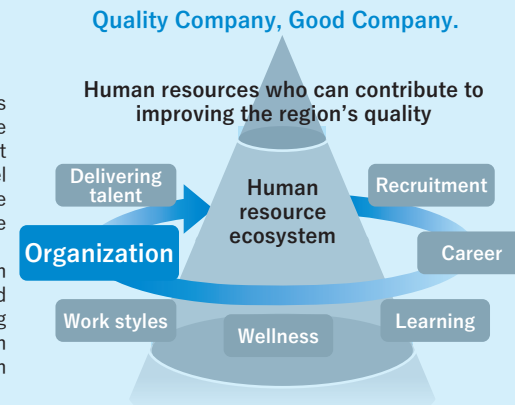 Quality Company, Good Company.
Human resources who can contribute to
improving the region's quality
Delivering
talent
Human
resource
ecosystem
Recruitment
Organization
Career
Work styles
Wellness
Learning